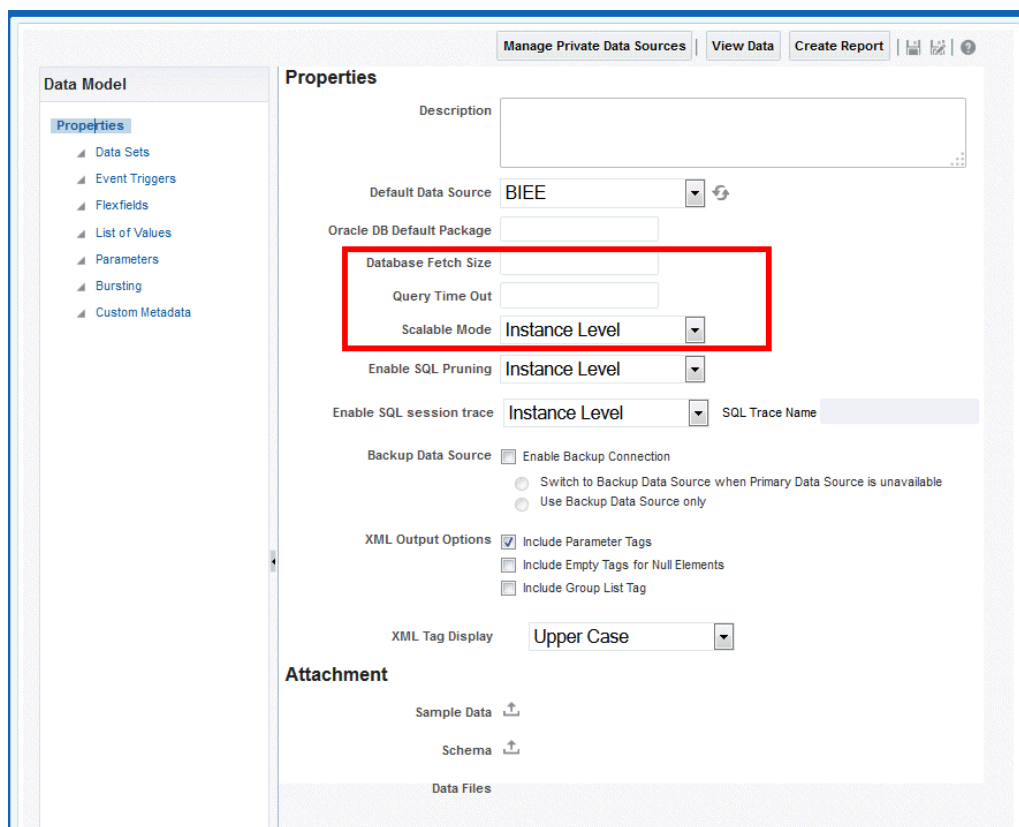 Manage Private Data Sources View Data Create Report
Data Model
Properties
Data Sets
Event Triggers
Flexfields
List of Values
Parameters
Bursting
Custom Metadata
Properties
Description
Default Data Source BIEE
Oracle DB Default Package
Database Fetch Size
Query Time Out
Scalable Mode Instance Level
Enable SQL Pruning Instance Level
Enable SQL session trace Instance Level SQL Trace Name
Backup Data Source Enable Backup Connection
Switch to Backup Data Source when Primary Data Source is unavailable
Use Backup Data Source only
XML Output Options Include Parameter Tags
Include Empty Tags for Null Elements
Include Group List Tag
XML Tag Display Upper Case
Attachment
Sample Data
Schema
Data Files